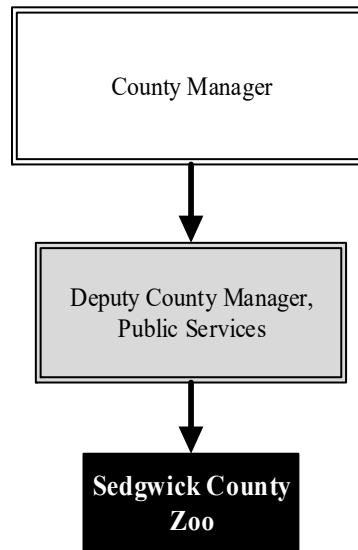 County Manager
Deputy County Manager,
Public Services
Sedgwick County
Zoo